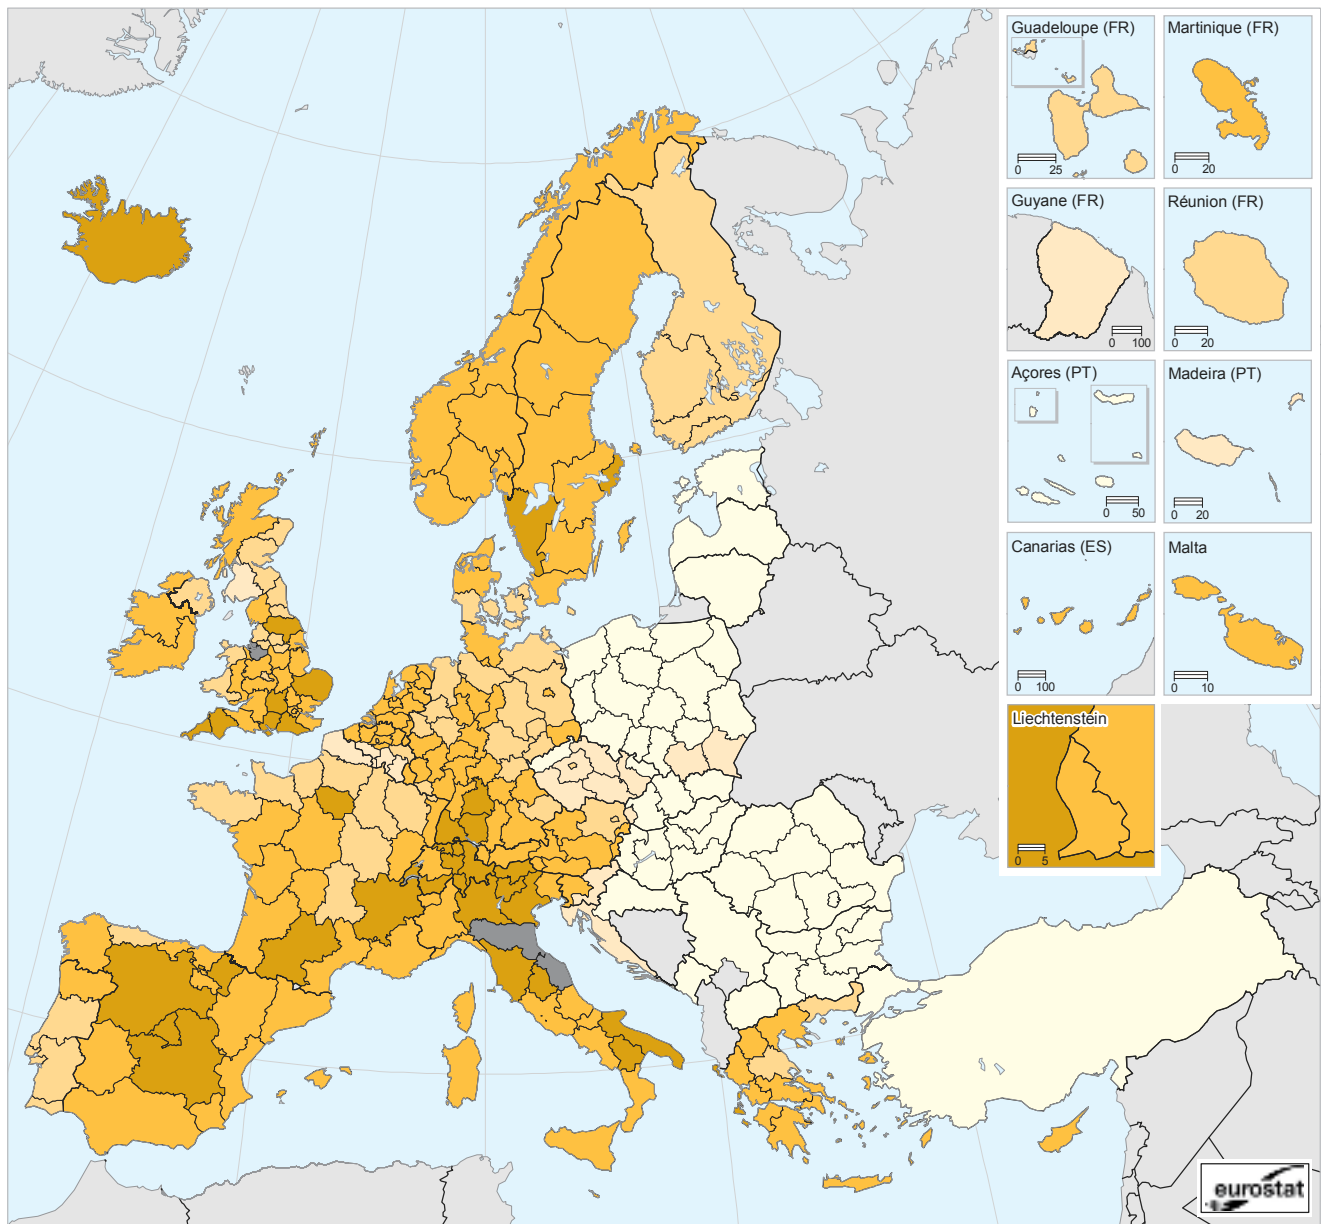 Guadeloupe (FR)
0 25
Martinique (FR)
0 20
Guyane (FR)
0 100
Réunion (FR)
0 20
Açores (PT)
0 50
Madeira (PT)
0 20
Canarias (ES)
0 100
Malta
0 10
Liechtenstein
0 5
eurostat